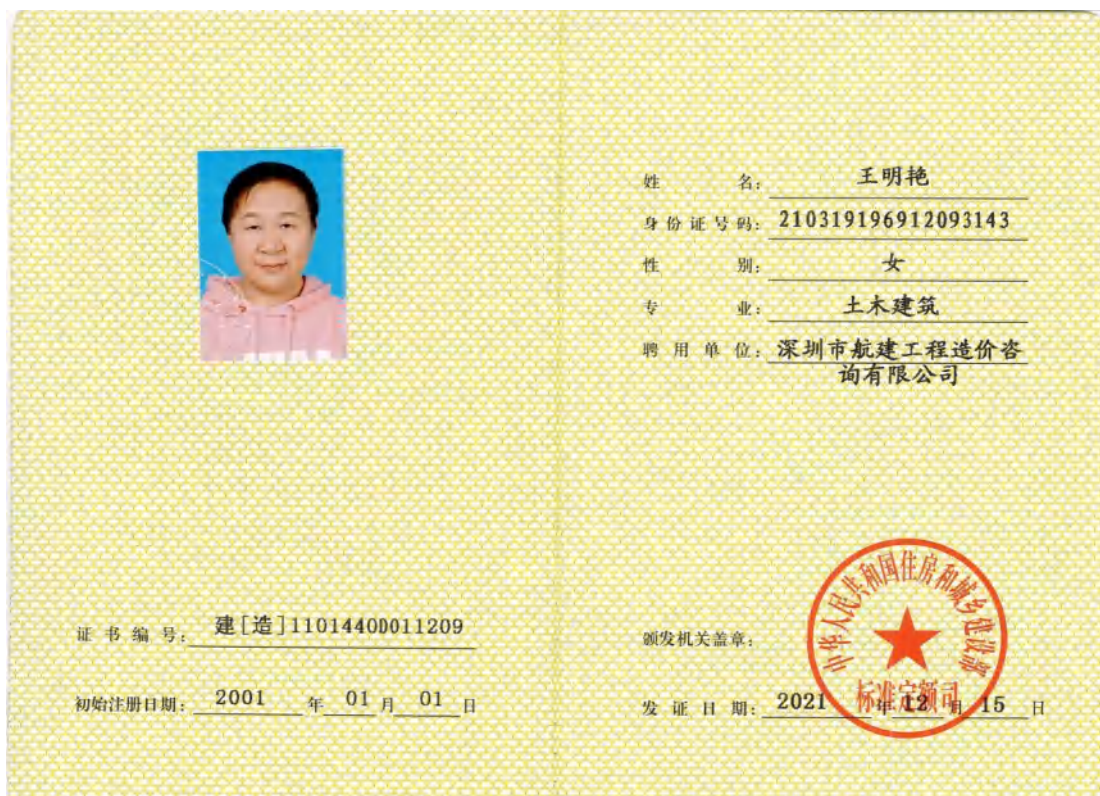 证书编号：建[造]11014400011209
初始注册日期：2001 年 01 月 01 日
姓名：王明艳
身份证号码：210319196912093143
性别：女
专业：土木建筑
聘用单位：深圳市航建工程造价咨
询有限公司
颁发机关盖章：
中华人民共和国住房和城乡建设部
标准定额司
发证日期：2021 年 12 月 15 日